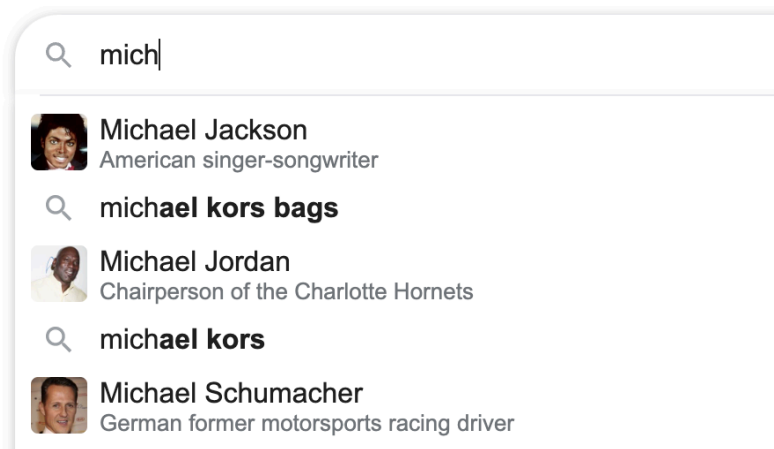 mich
Michael Jackson
American singer-songwriter
michael kors bags
Michael Jordan
Chairperson of the Charlotte Hornets
michael kors
Michael Schumacher
German former motorsports racing driver